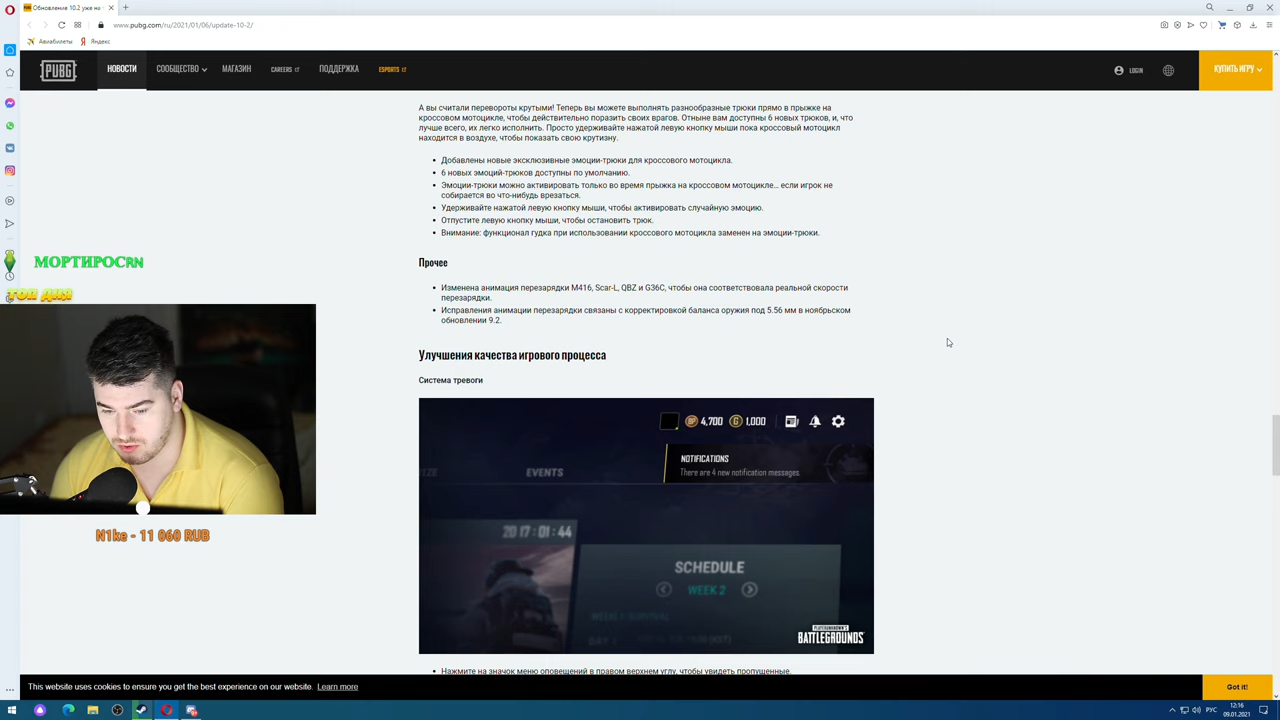 Обновление 10.2 уже на
www.pubg.com/ru/2021/01/06/update-10-2/
Авиабилеты
Яндекс
PUBG
НОВОСТИ
СООБЩЕСТВО
МАГАЗИН
CAREERS
ПОДДЕРЖКА
ESPORTS
LOGIN
КУПИТЬ ИГРУ
А вы считали перевороты крутыми! Теперь вы можете выполнять разнообразные трюки прямо в прыжке на
кроссовом мотоцикле, чтобы действительно поразить своих врагов. Отныне вам доступны 6 новых трюков, и, что
лучше всего, их легко исполнить. Просто удерживайте нажатой левую кнопку мыши пока кроссовый мотоцикл
находится в воздухе, чтобы показать свою крутизну.
Добавлены новые эксклюзивные эмоции-трюки для кроссового мотоцикла.
6 новых эмоций-трюков доступны по умолчанию.
Эмоции-трюки можно активировать только во время прыжка на кроссовом мотоцикле… если игрок не
собирается во что-нибудь врезаться.
Удерживайте нажатой левую кнопку мыши, чтобы активировать случайную эмоцию.
Отпустите левую кнопку мыши, чтобы остановить трюк.
Внимание: функционал гудка при использовании кроссового мотоцикла заменен на эмоции-трюки.
МОРТИРОСRN
Прочее
Изменена анимация перезарядки M416, Scar-L, QBZ и G36C, чтобы она соответствовала реальной скорости
перезарядки.
Исправления анимации перезарядки связаны с корректировкой баланса оружия под 5.56 мм в ноябрьском
обновлении 9.2.
ТОП ДНЯ
Улучшения качества игрового процесса
Система тревоги
4,700
G 1,000
NOTIFICATIONS
There are 4 new notification messages.
EVENTS
20 17 : 01 : 44
SCHEDULE
WEEK 2
PLAYERUNKNOWN'S
BATTLEGROUNDS
N1ke - 11 060 RUB
Нажмите на значок меню оповещений в правом верхнем углу, чтобы увидеть пропущенные.
This website uses cookies to ensure you get the best experience on our website. Learn more
Got it!
РУС
12:16
09.01.2021